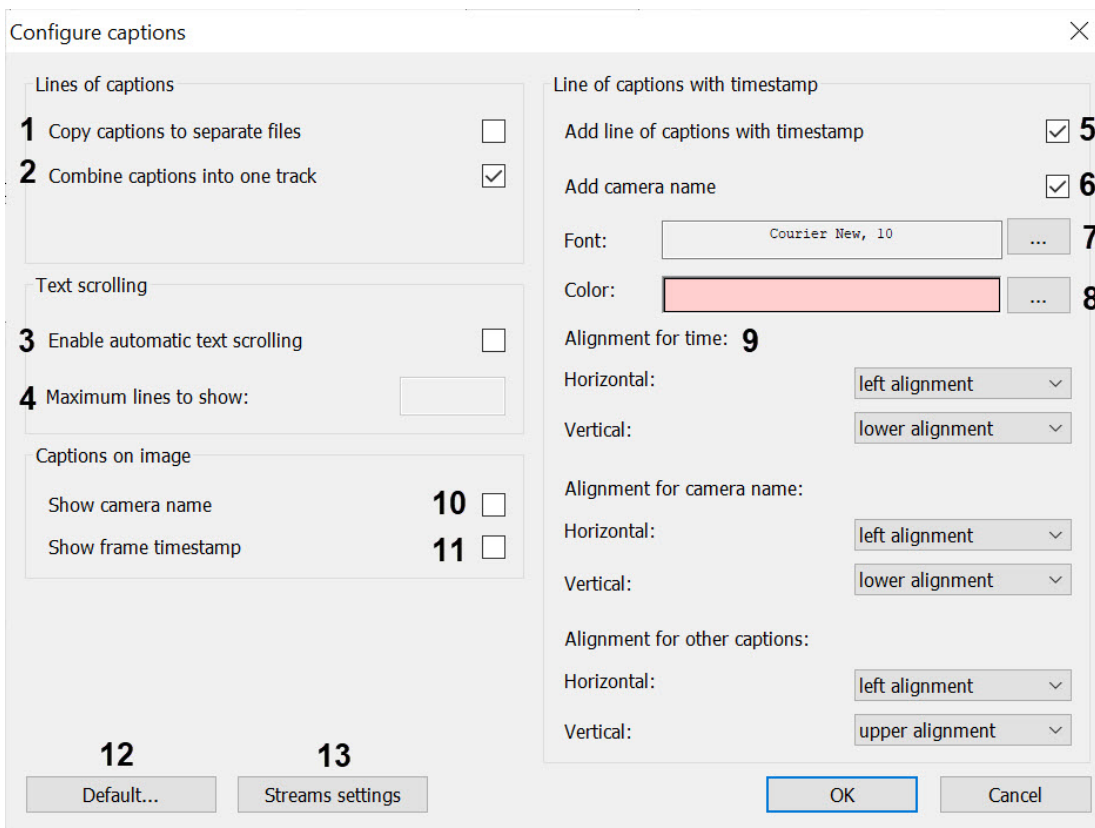 Configure captions
Lines of captions
1 Copy captions to separate files
2 Combine captions into one track
Text scrolling
3 Enable automatic text scrolling
4 Maximum lines to show:
Captions on image
Show camera name 10
Show frame timestamp 11
12
Default...
13
Streams settings
Line of captions with timestamp
Add line of captions with timestamp 5
Add camera name 6
Font: Courier New, 10 ... 7
Color: ... 8
Alignment for time: 9
Horizontal: left alignment
Vertical: lower alignment
Alignment for camera name:
Horizontal: left alignment
Vertical: lower alignment
Alignment for other captions:
Horizontal: left alignment
Vertical: upper alignment
OK
Cancel